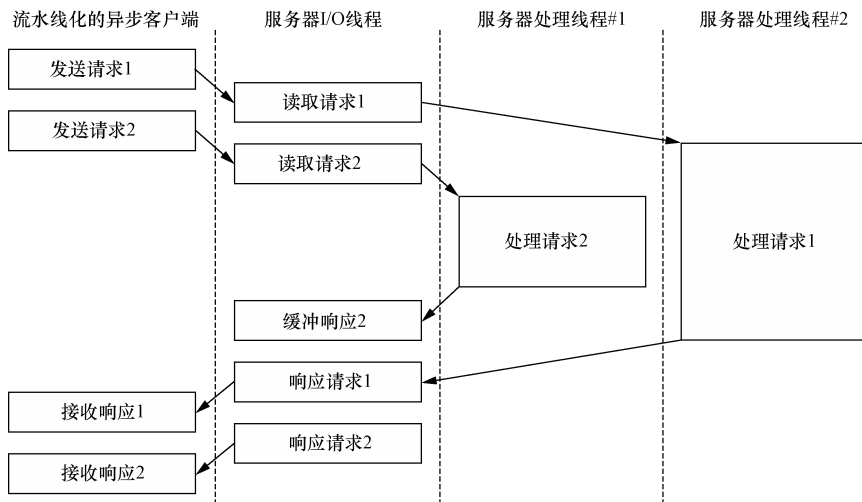 流水线化的异步客户端
服务器I/O线程
服务器处理线程#1
服务器处理线程#2
发送请求1
读取请求1
发送请求2
读取请求2
处理请求2
处理请求1
缓冲响应2
响应请求1
接收响应1
响应请求2
接收响应2